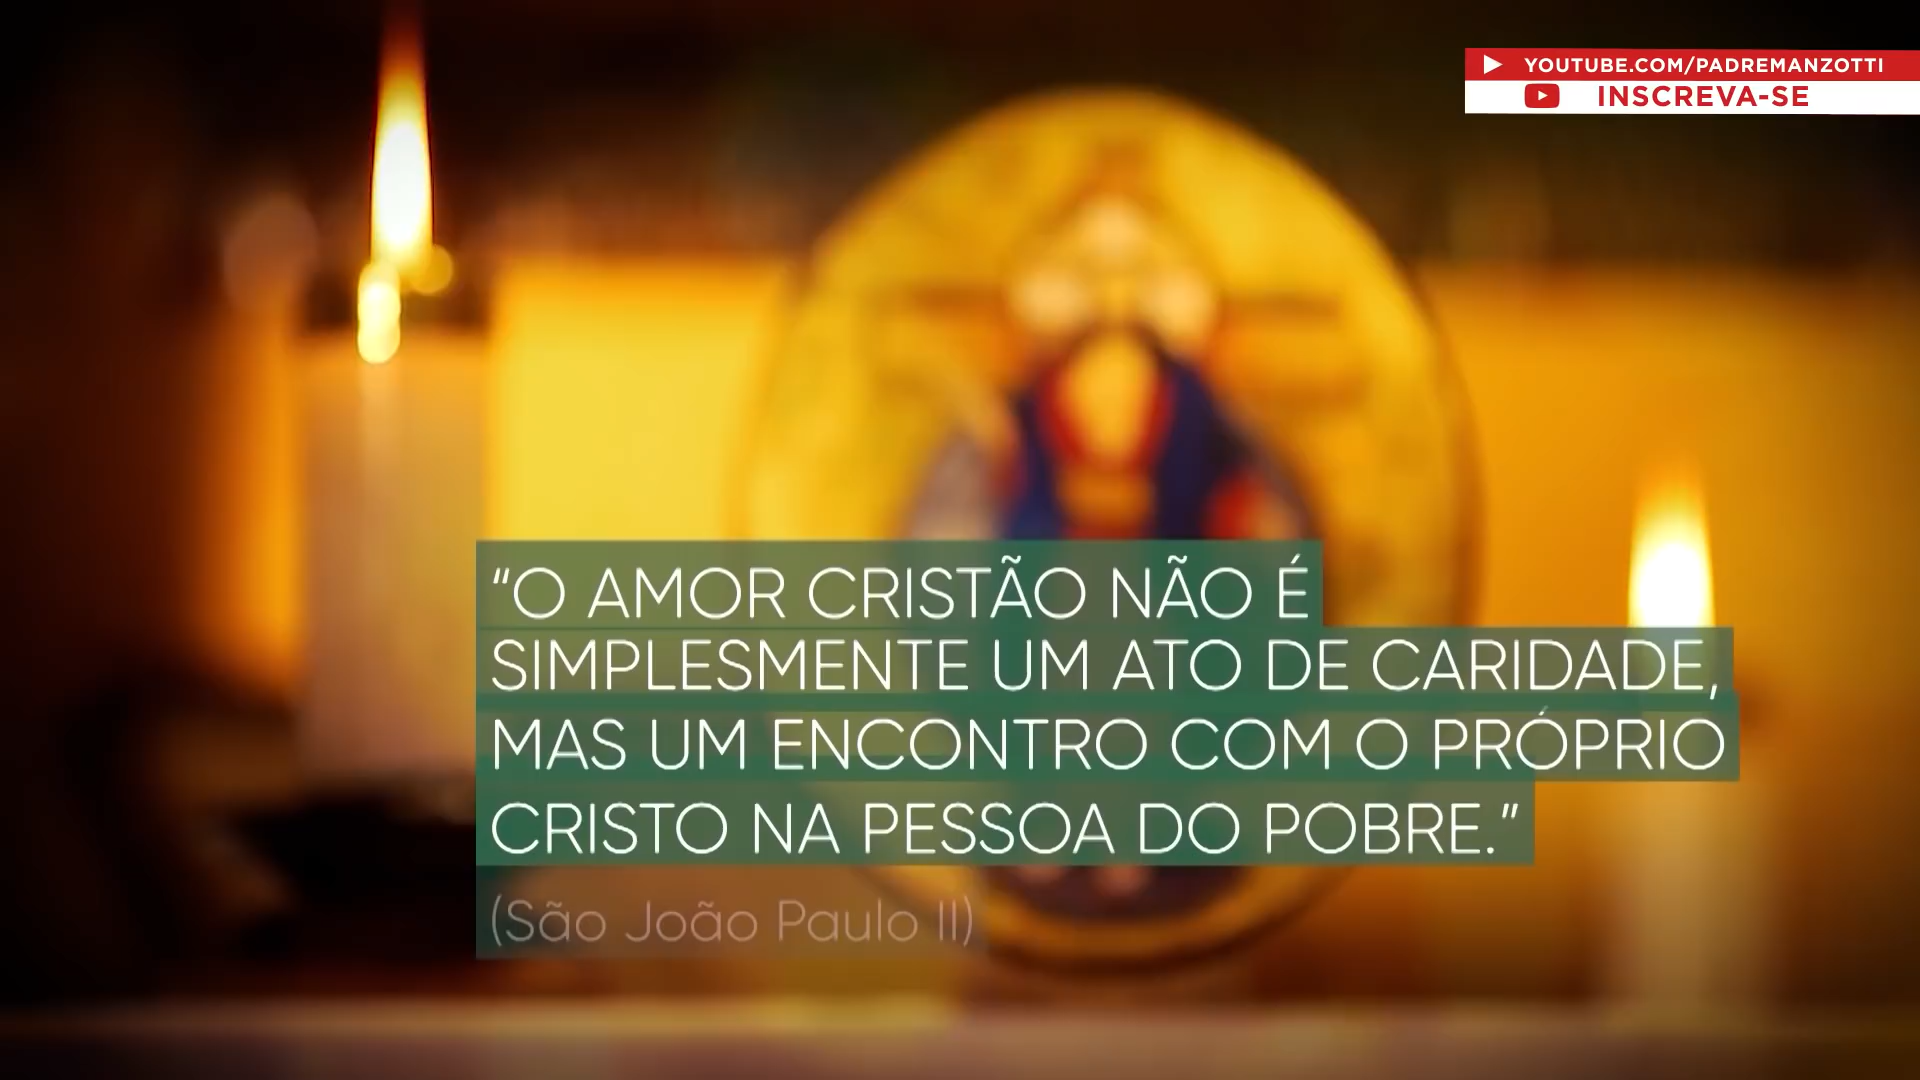 YOUTUBE.COM/PADREMANZOTTI
INSCREVA-SE
“O AMOR CRISTÃO NÃO É
SIMPLESMENTE UM ATO DE CARIDADE,
MAS UM ENCONTRO COM O PRÓPRIO
CRISTO NA PESSOA DO POBRE.”
(São João Paulo II)